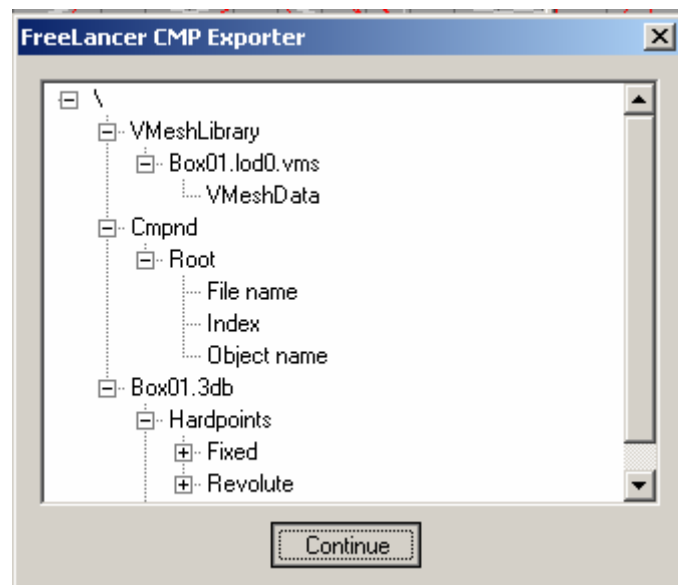 FreeLancer CMP Exporter
\
VMeshLibrary
Box01.lod0.vms
VMeshData
Cmpnd
Root
File name
Index
Object name
Box01.3db
Hardpoints
Fixed
Revolute
Continue